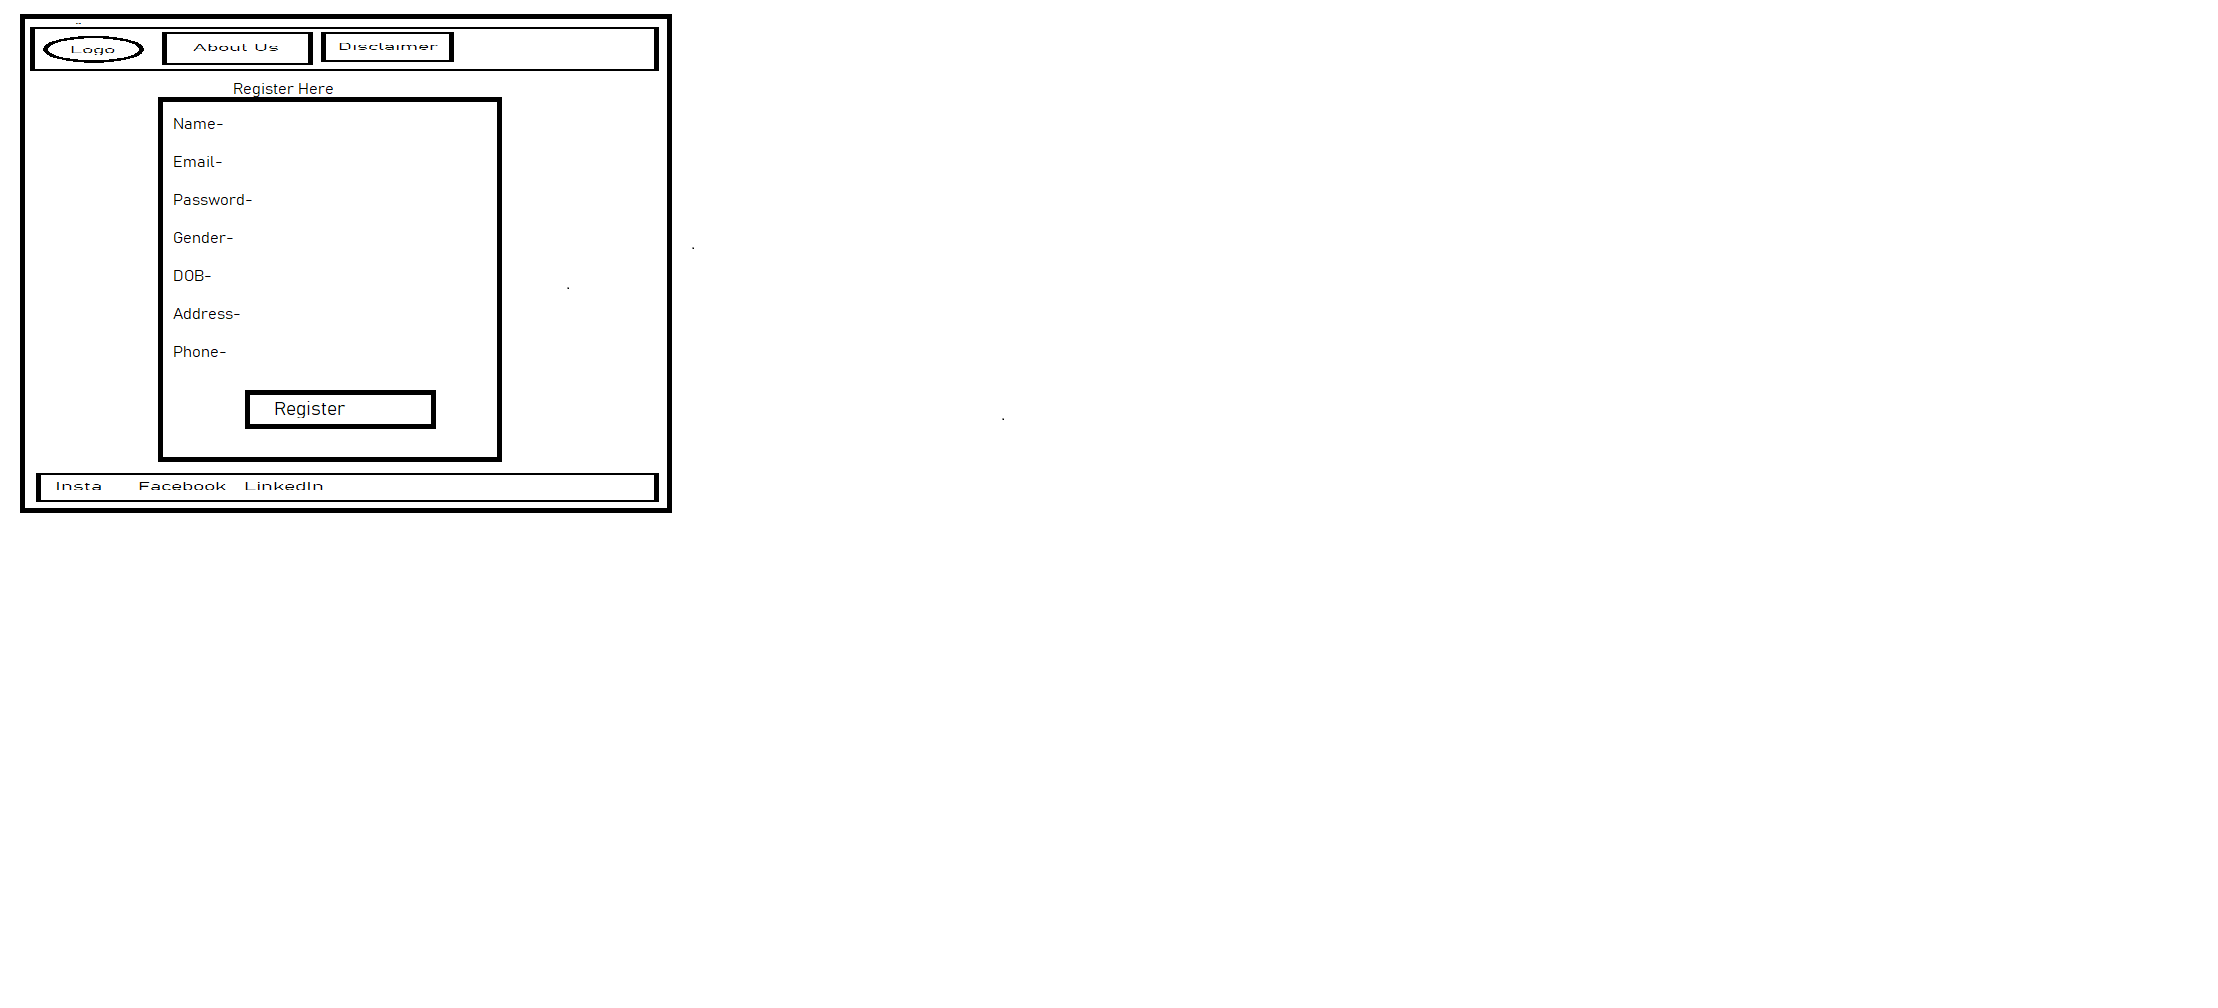 Logo About Us Disclaimer
Register Here
Name-
Email-
Password-
Gender-
DOB-
Address-
Phone-
Register
Insta Facebook LinkedIn